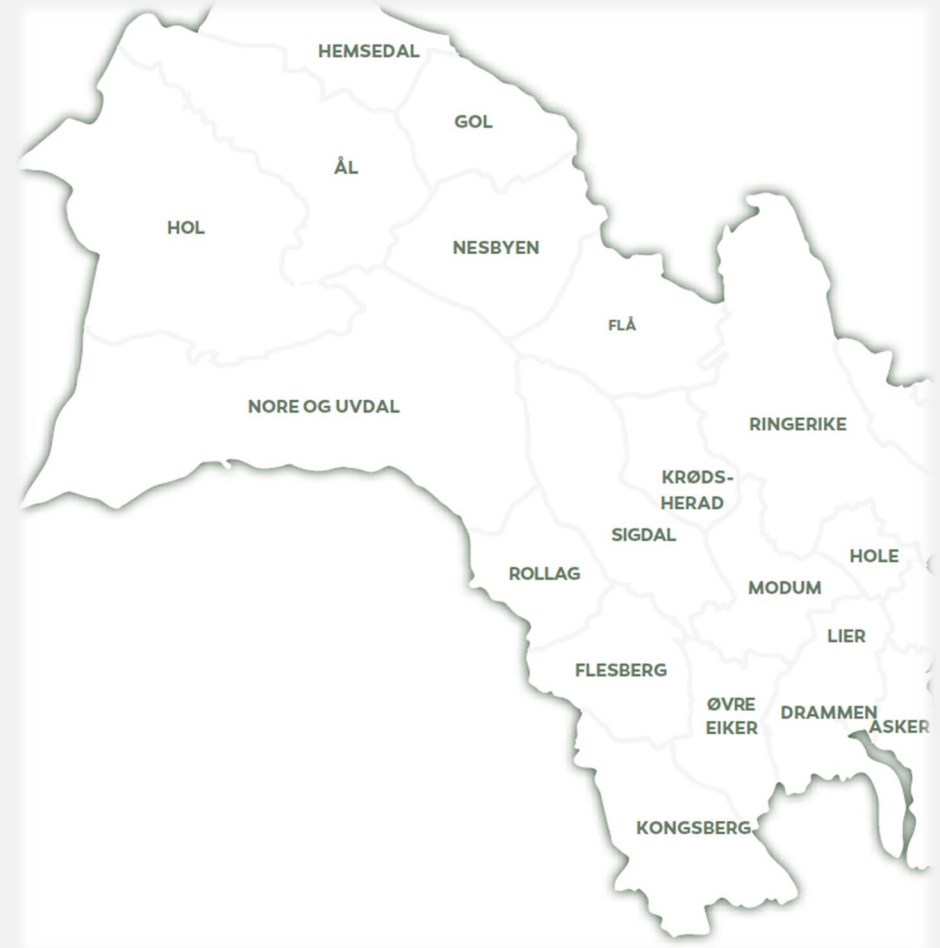 HEMSEDAL
GOL
ÅL
HOL
NESBYEN
FLÅ
NORE OG UVDAL
RINGERIKE
KRØDS-
HERAD
SIGDAL
HOLE
ROLLAG
MODUM
LIER
FLESBERG
ØVRE
EIKER
DRAMMEN
ASKER
KONGSBERG